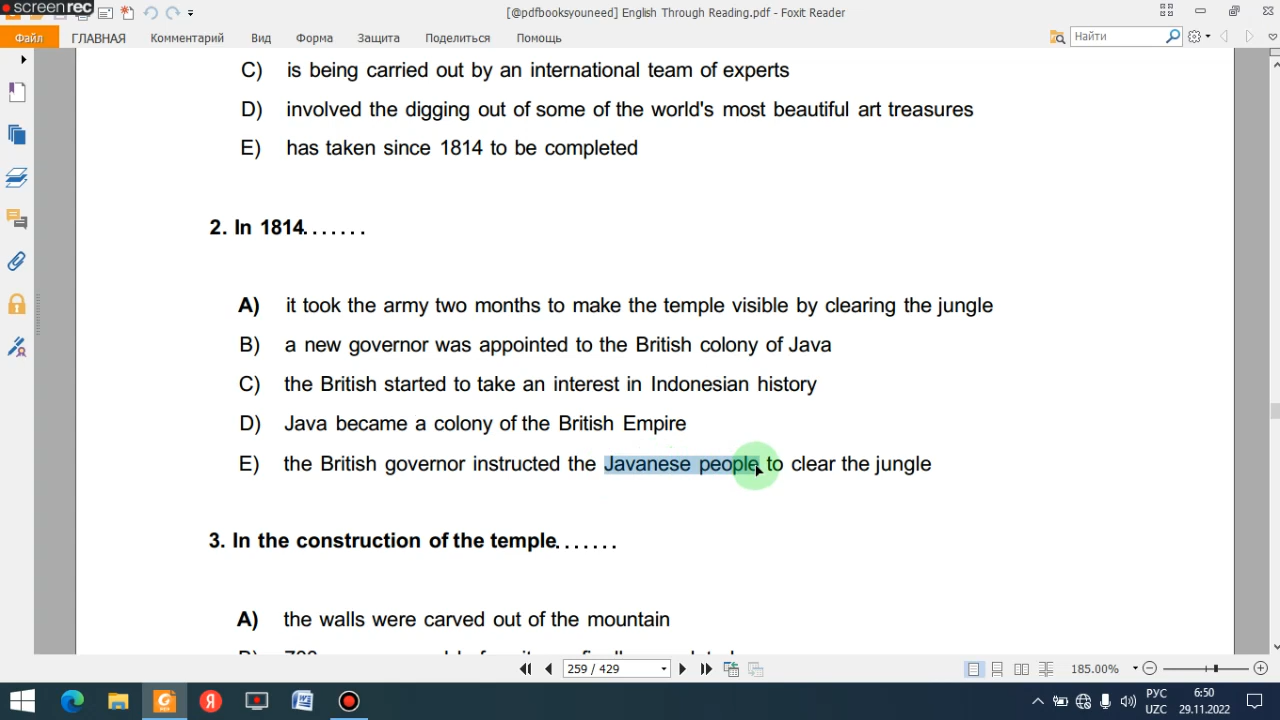 screenrec
[@pdfbooksyouneed] English Through Reading.pdf - Foxit Reader
Файл ГЛАВНАЯ Комментарий Вид Форма Защита Поделиться Помощь Найти
C) is being carried out by an international team of experts
D) involved the digging out of some of the world's most beautiful art treasures
E) has taken since 1814 to be completed
2. In 1814.......
A) it took the army two months to make the temple visible by clearing the jungle
B) a new governor was appointed to the British colony of Java
C) the British started to take an interest in Indonesian history
D) Java became a colony of the British Empire
E) the British governor instructed the Javanese people to clear the jungle
3. In the construction of the temple.......
A) the walls were carved out of the mountain
259 / 429 185.00%
РУС 6:50
UZC 29.11.2022